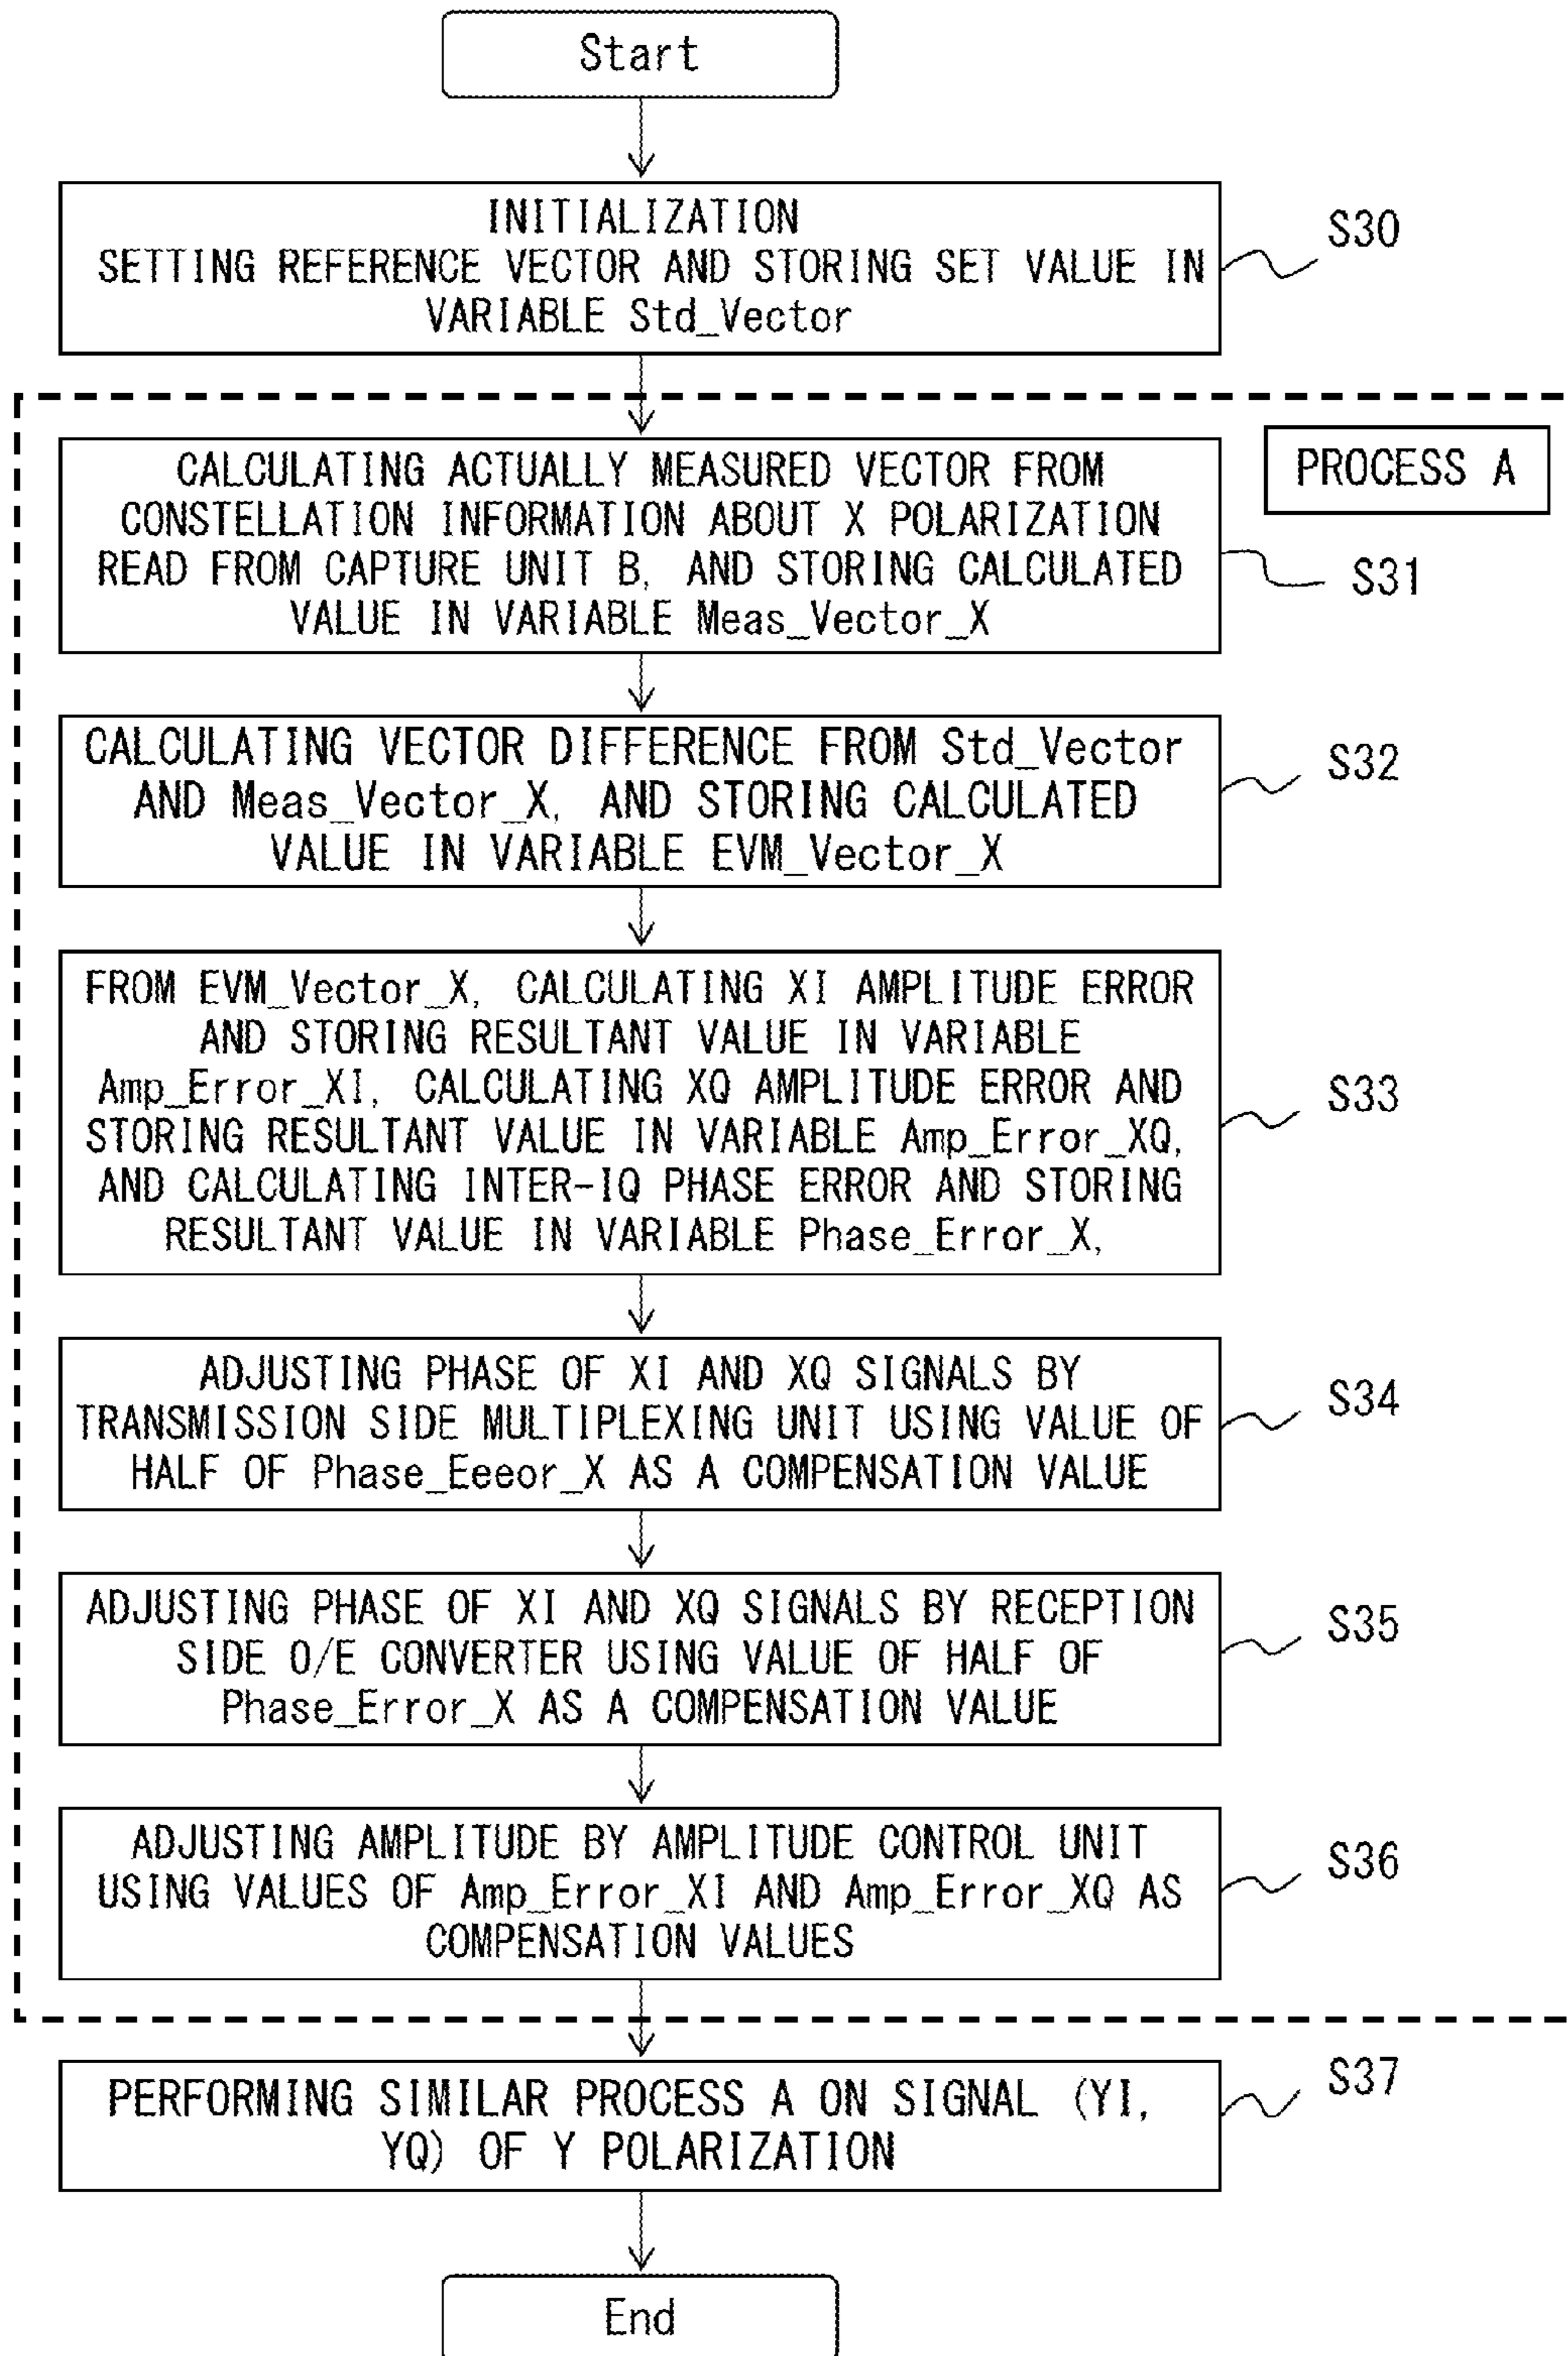 Start
INITIALIZATION
SETTING REFERENCE VECTOR AND STORING SET VALUE IN
VARIABLE Std_Vector
S30
PROCESS A
CALCULATING ACTUALLY MEASURED VECTOR FROM
CONSTELLATION INFORMATION ABOUT X POLARIZATION
READ FROM CAPTURE UNIT B, AND STORING CALCULATED
VALUE IN VARIABLE Meas_Vector_X
S31
CALCULATING VECTOR DIFFERENCE FROM Std_Vector
AND Meas_Vector_X, AND STORING CALCULATED
VALUE IN VARIABLE EVM_Vector_X
S32
FROM EVM_Vector_X, CALCULATING XI AMPLITUDE ERROR
AND STORING RESULTANT VALUE IN VARIABLE
Amp_Error_XI, CALCULATING XQ AMPLITUDE ERROR AND
STORING RESULTANT VALUE IN VARIABLE Amp_Error_XQ,
AND CALCULATING INTER-IQ PHASE ERROR AND STORING
RESULTANT VALUE IN VARIABLE Phase_Error_X,
S33
ADJUSTING PHASE OF XI AND XQ SIGNALS BY
TRANSMISSION SIDE MULTIPLEXING UNIT USING VALUE OF
HALF OF Phase_Eeeor_X AS A COMPENSATION VALUE
S34
ADJUSTING PHASE OF XI AND XQ SIGNALS BY RECEPTION
SIDE O/E CONVERTER USING VALUE OF HALF OF
Phase_Error_X AS A COMPENSATION VALUE
S35
ADJUSTING AMPLITUDE BY AMPLITUDE CONTROL UNIT
USING VALUES OF Amp_Error_XI AND Amp_Error_XQ AS
COMPENSATION VALUES
S36
PERFORMING SIMILAR PROCESS A ON SIGNAL (YI,
YQ) OF Y POLARIZATION
S37
End